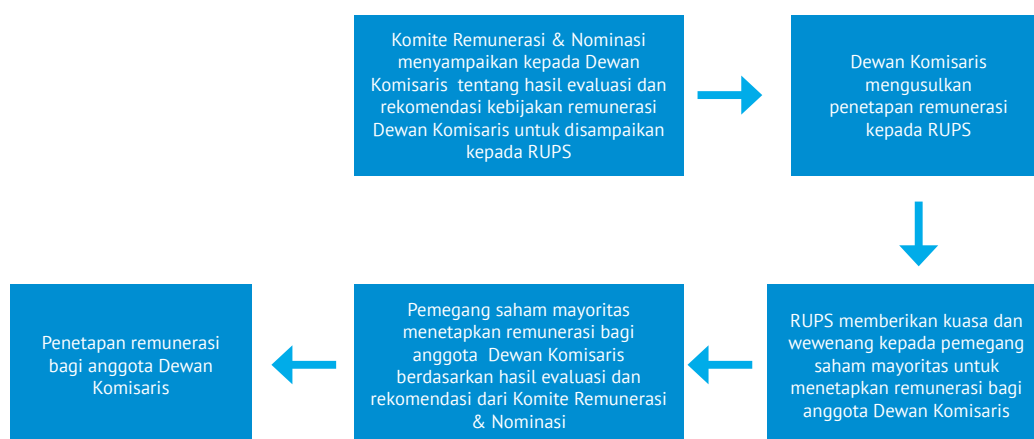 Komite Remunerasi & Nominasi
menyampaikan kepada Dewan
Komisaris tentang hasil evaluasi dan
rekomendasi kebijakan remunerasi
Dewan Komisaris untuk disampaikan
kepada RUPS
Dewan Komisaris
mengusulkan
penetapan remunerasi
kepada RUPS
RUPS memberikan kuasa dan
wewenang kepada pemegang
saham mayoritas untuk
menetapkan remunerasi bagi
anggota Dewan Komisaris
Pemegang saham mayoritas
menetapkan remunerasi bagi
anggota Dewan Komisaris
berdasarkan hasil evaluasi dan
rekomendasi dari Komite Remunerasi
& Nominasi
Penetapan remunerasi
bagi anggota Dewan
Komisaris